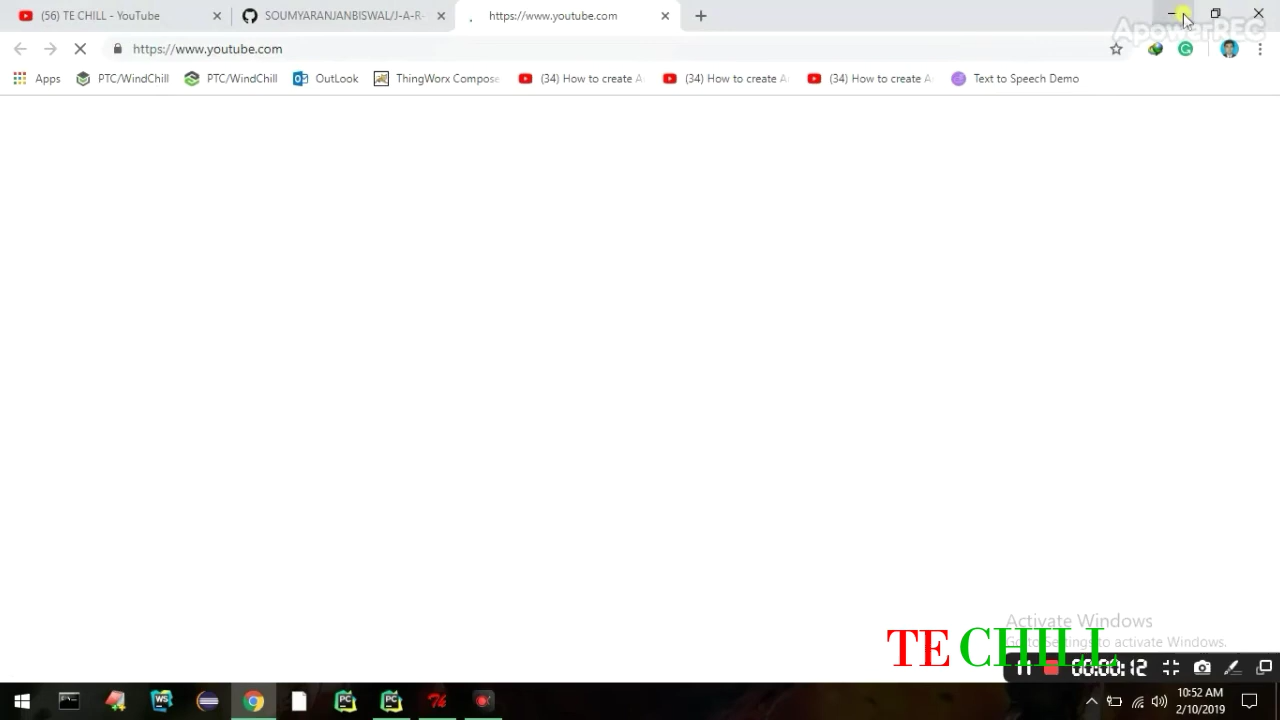 (56) TE CHILL - YouTube
SOUMYARANJANBISWAL/J-A-R-
https://www.youtube.com
ApowerREC
https://www.youtube.com
Apps
PTC/WindChill
PTC/WindChill
OutLook
ThingWorx Compose
(34) How to create A
(34) How to create A
(34) How to create A
Text to Speech Demo
Activate Windows
Go to Settings to activate Windows.
TE CHILL
00:00:12
WS
PC
PC
10:52 AM
2/10/2019